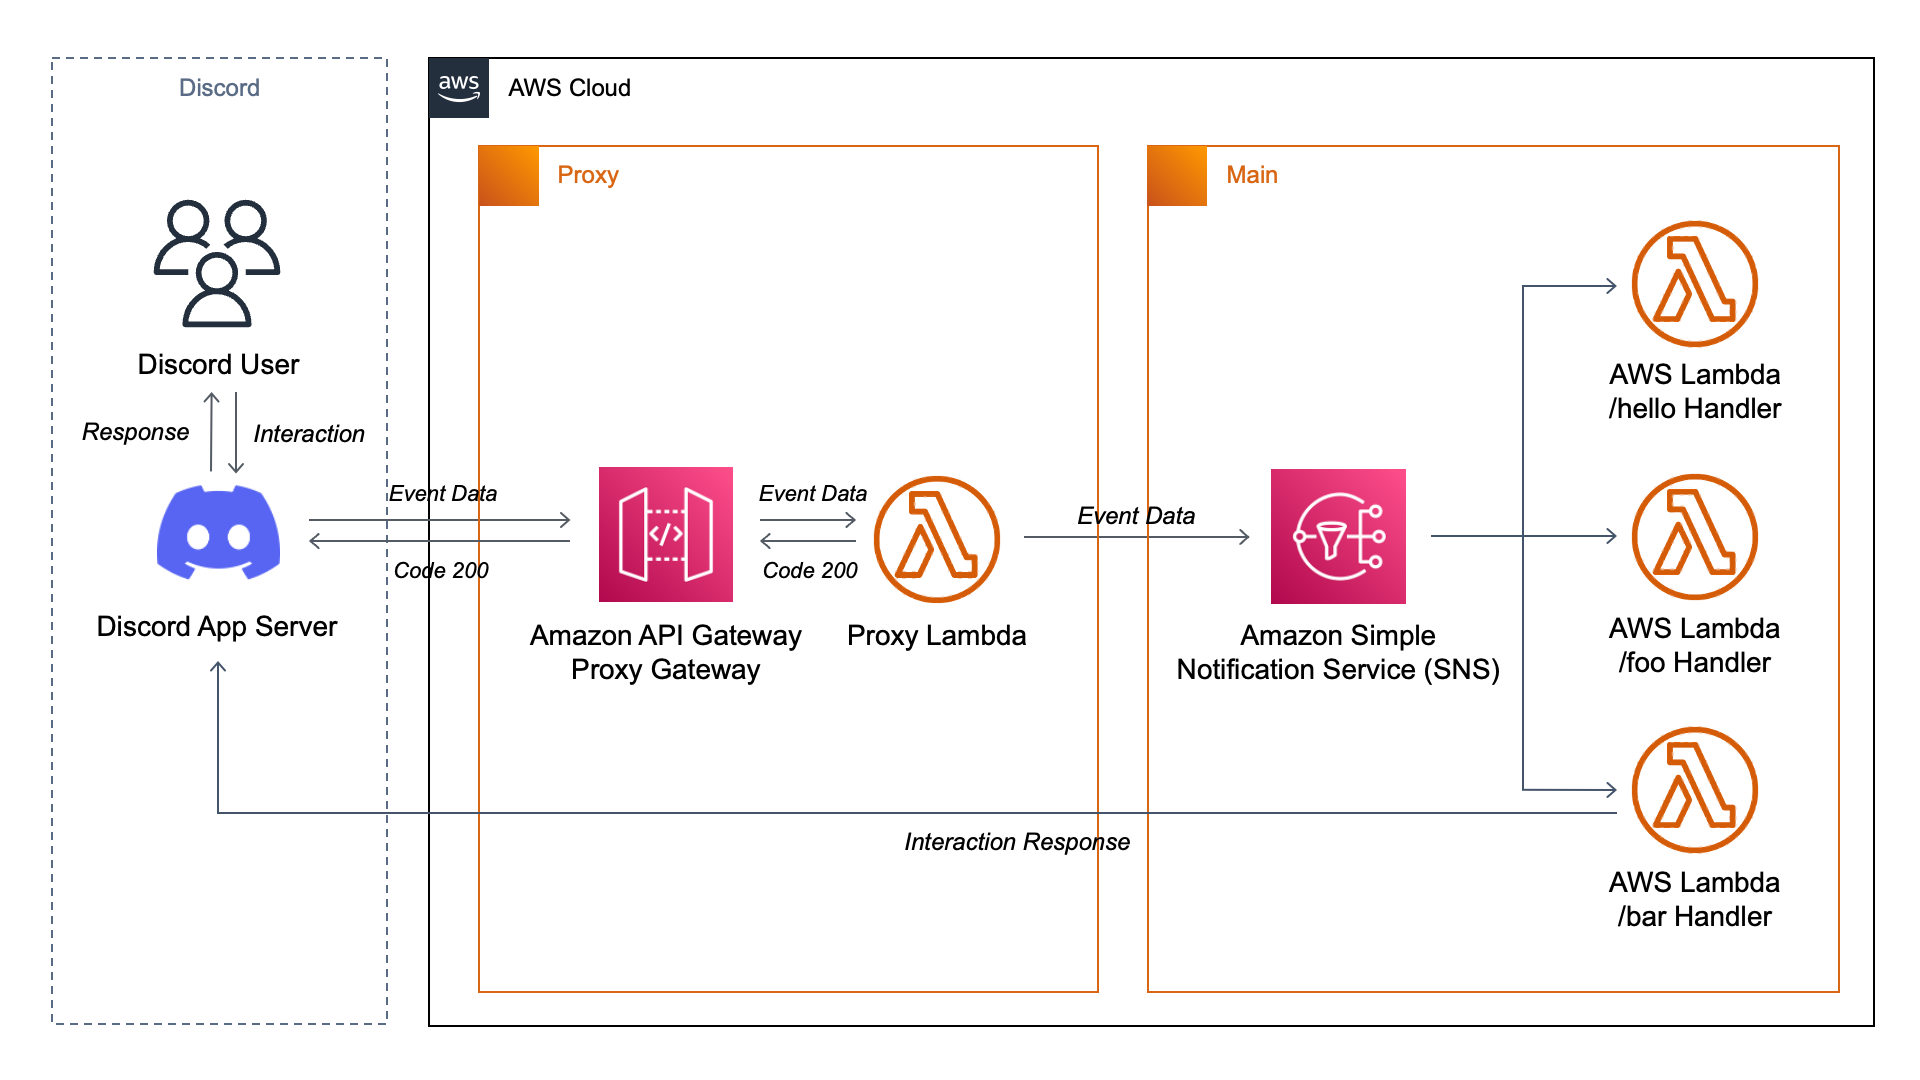 Discord
aws
AWS Cloud
Proxy
Main
Discord User
Response
Interaction
Discord App Server
Event Data
Code 200
</>
Amazon API Gateway
Proxy Gateway
Event Data
Code 200
Proxy Lambda
Event Data
Amazon Simple
Notification Service (SNS)
AWS Lambda
/hello Handler
AWS Lambda
/foo Handler
AWS Lambda
/bar Handler
Interaction Response